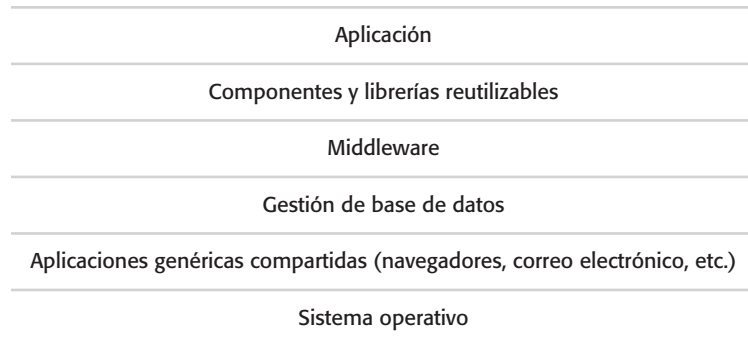 Aplicación
Componentes y librerías reutilizables
Middleware
Gestión de base de datos
Aplicaciones genéricas compartidas (navegadores, correo electrónico, etc.)
Sistema operativo